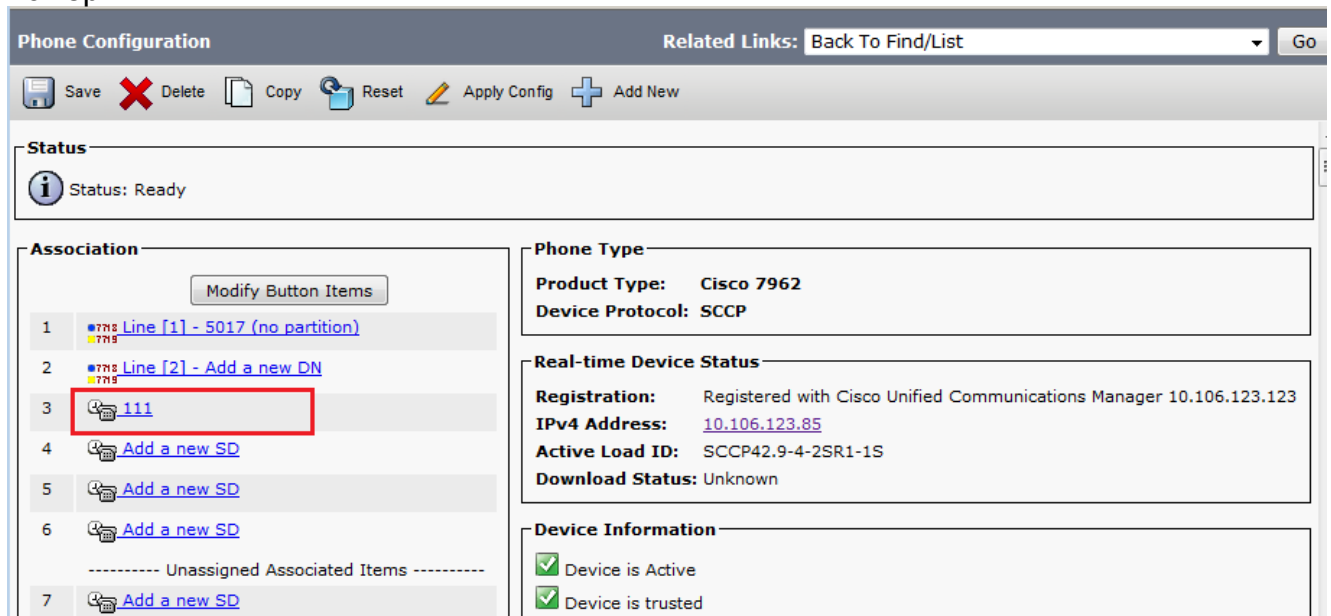 Phone Configuration
Related Links: Back To Find/List Go
Save Delete Copy Reset Apply Config Add New
Status
Status: Ready
Association
Modify Button Items
1 Line [1] - 5017 (no partition)
2 Line [2] - Add a new DN
3 111
4 Add a new SD
5 Add a new SD
6 Add a new SD
---------- Unassigned Associated Items ----------
7 Add a new SD
Phone Type
Product Type: Cisco 7962
Device Protocol: SCCP
Real-time Device Status
Registration: Registered with Cisco Unified Communications Manager 10.106.123.123
IPv4 Address: 10.106.123.85
Active Load ID: SCCP42.9-4-2SR1-1S
Download Status: Unknown
Device Information
Device is Active
Device is trusted